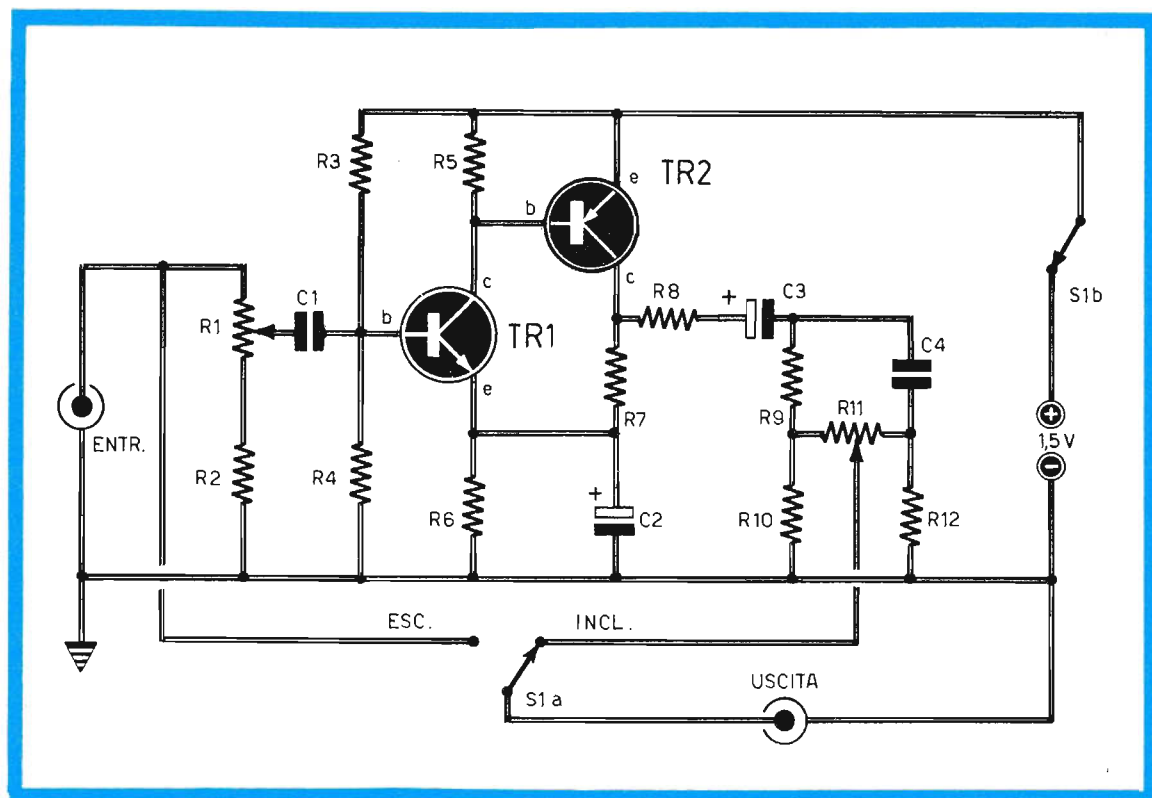 R3
R5
TR2
e
b
c
R1
C1
b
c
TR1
e
R8
+
C3
S1b
C4
ENTR.
R7
R9
R11
+
1,5 V
−
R2
R4
R6
+
C2
R10
R12
ESC.
INCL.
S1a
USCITA